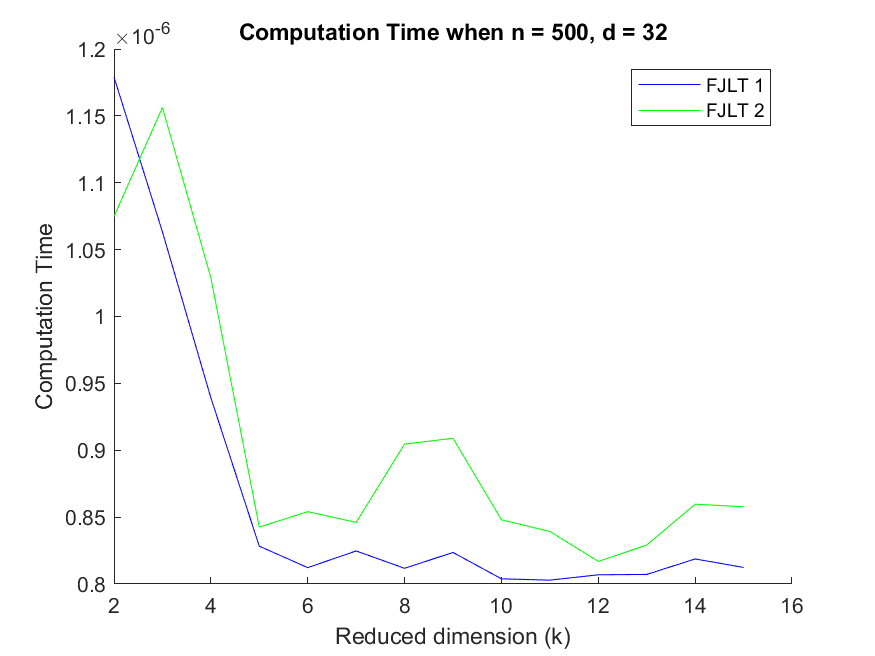 Computation Time when n = 500, d = 32
×10^-6
1.2
1.15
1.1
1.05
1
0.95
0.9
0.85
0.8
Computation Time
FJLT 1
FJLT 2
2 4 6 8 10 12 14 16
Reduced dimension (k)